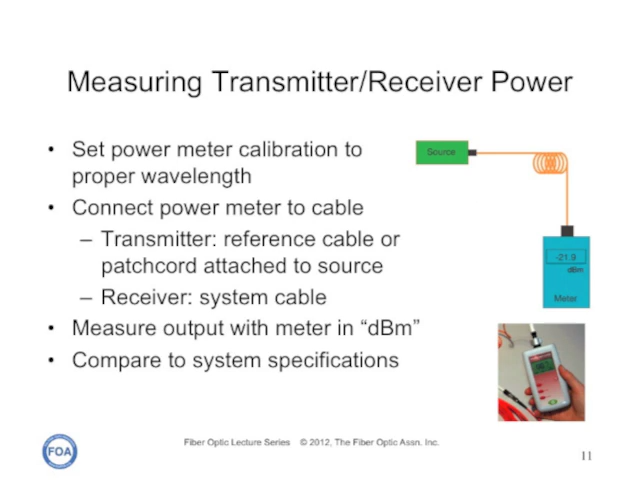 Measuring Transmitter/Receiver Power
• Set power meter calibration to
proper wavelength
• Connect power meter to cable
– Transmitter: reference cable or
patchcord attached to source
– Receiver: system cable
• Measure output with meter in “dBm”
• Compare to system specifications
Source
-21.9
dBm
Meter
FOA
Fiber Optic Lecture Series © 2012, The Fiber Optic Assn. Inc.
11